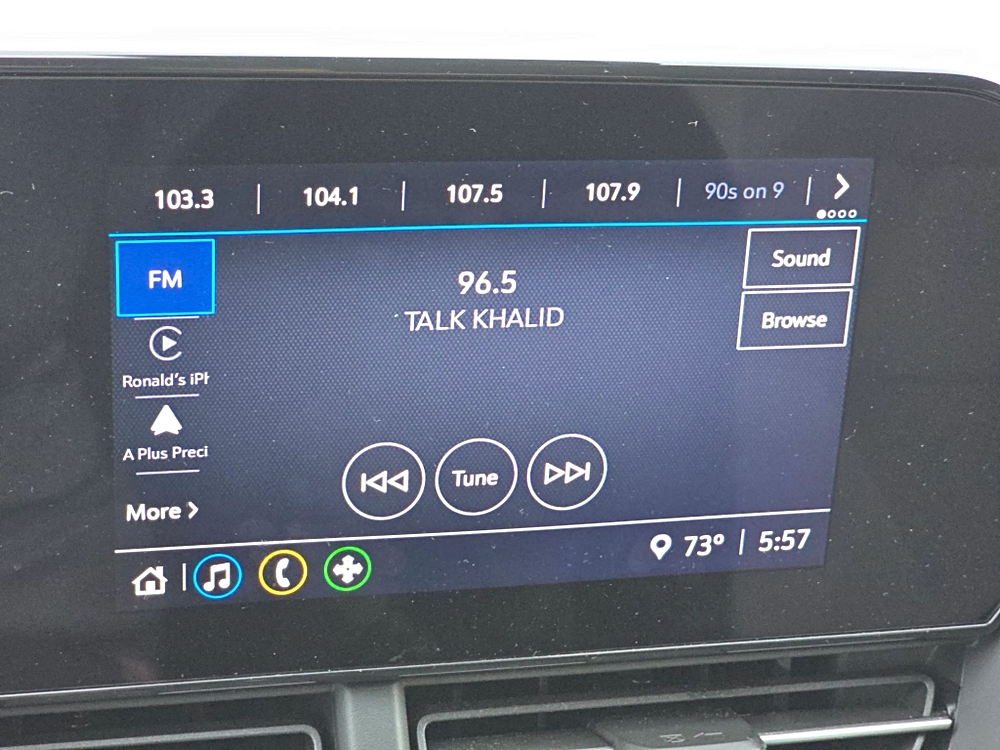 103.3 | 104.1 | 107.5 | 107.9 | 90s on 9 |
FM
96.5
TALK KHALID
Sound
Browse
Ronald's iPh
A Plus Preci
More >
Tune
73° | 5:57